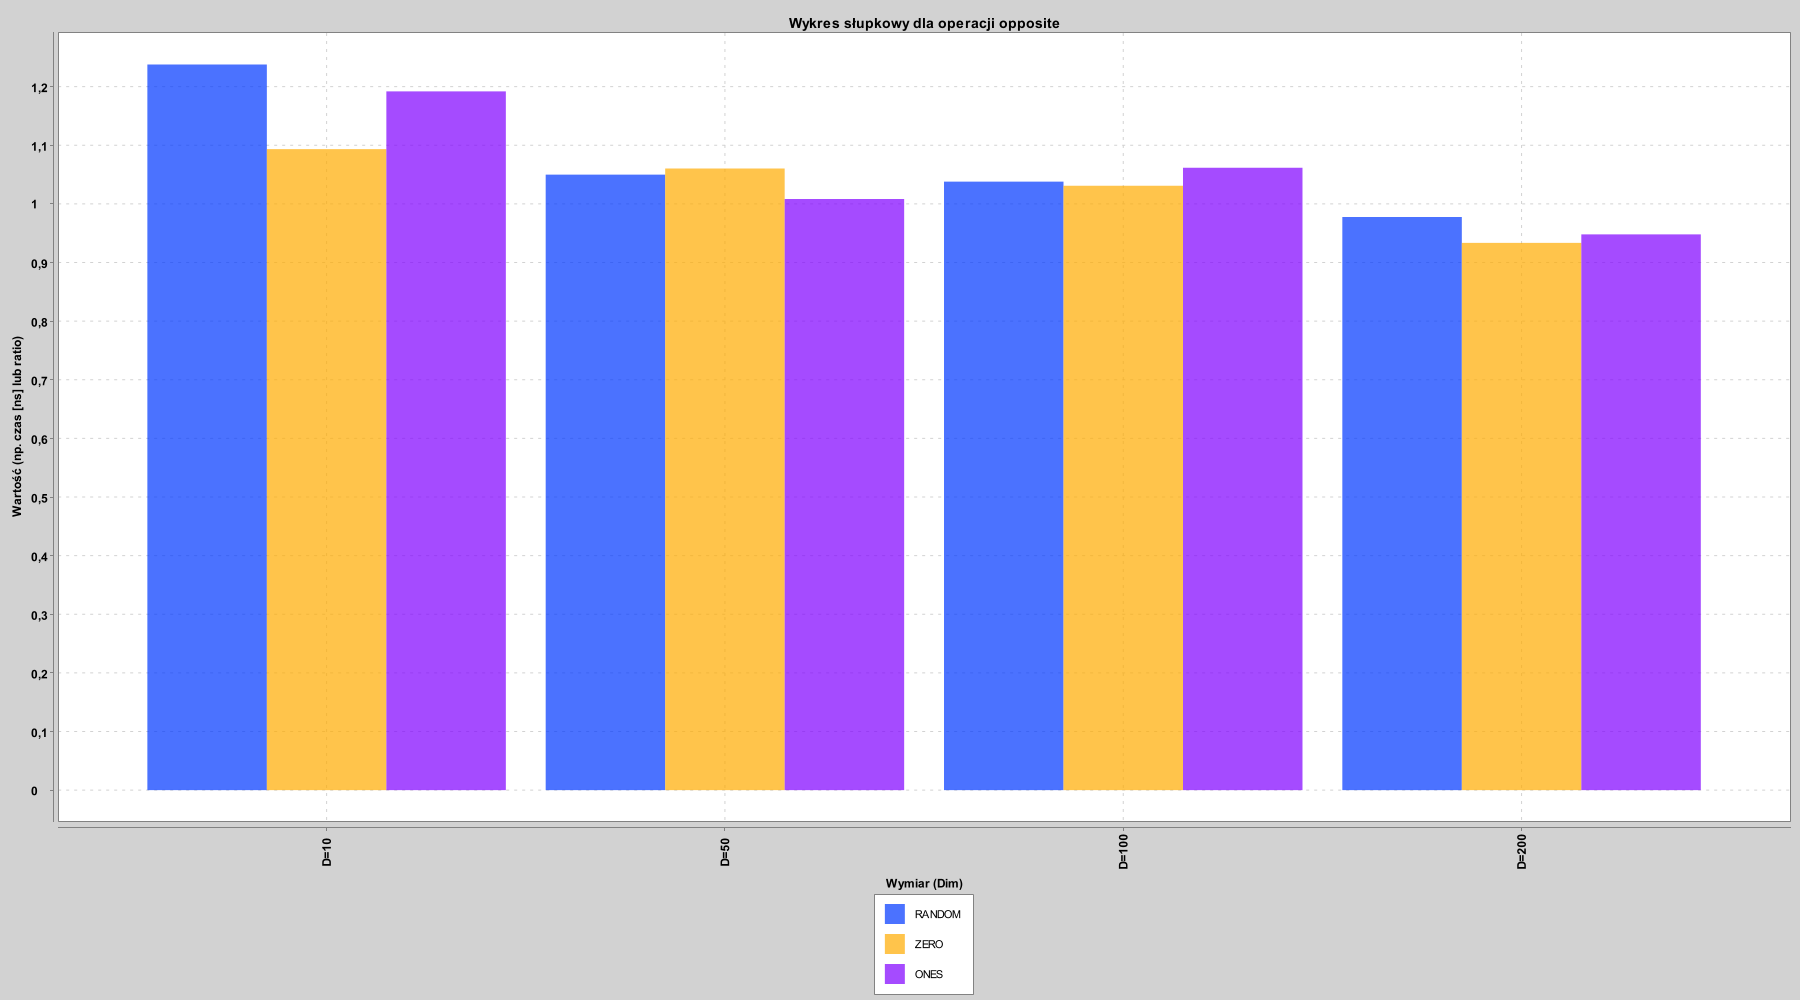 Wykres słupkowy dla operacji opposite
Wartość (np. czas [ns] lub ratio)
1,2
1,1
1
0,9
0,8
0,7
0,6
0,5
0,4
0,3
0,2
0,1
0
D=10
D=50
D=100
D=200
Wymiar (Dim)
RANDOM
ZERO
ONES